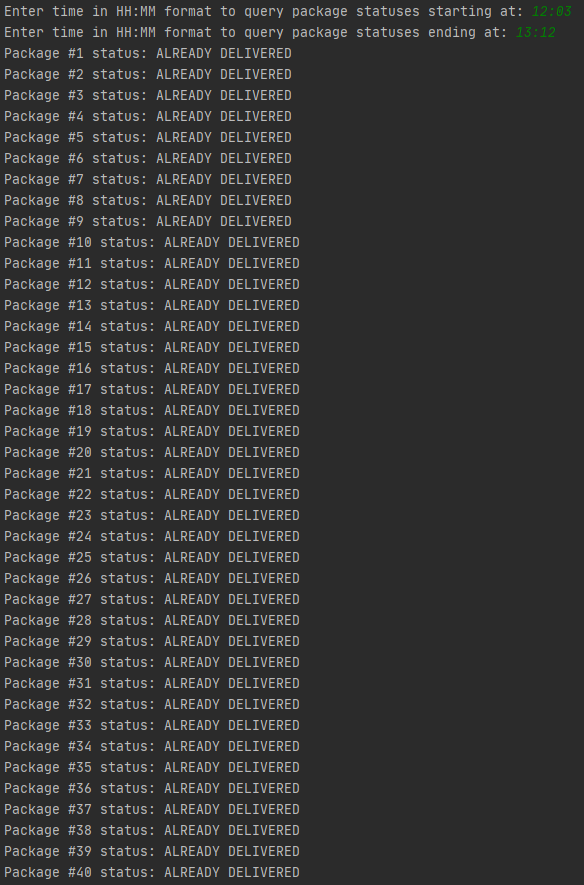 Enter time in HH:MM format to query package statuses starting at: 12:03
Enter time in HH:MM format to query package statuses ending at: 13:12
Package #1 status: ALREADY DELIVERED
Package #2 status: ALREADY DELIVERED
Package #3 status: ALREADY DELIVERED
Package #4 status: ALREADY DELIVERED
Package #5 status: ALREADY DELIVERED
Package #6 status: ALREADY DELIVERED
Package #7 status: ALREADY DELIVERED
Package #8 status: ALREADY DELIVERED
Package #9 status: ALREADY DELIVERED
Package #10 status: ALREADY DELIVERED
Package #11 status: ALREADY DELIVERED
Package #12 status: ALREADY DELIVERED
Package #13 status: ALREADY DELIVERED
Package #14 status: ALREADY DELIVERED
Package #15 status: ALREADY DELIVERED
Package #16 status: ALREADY DELIVERED
Package #17 status: ALREADY DELIVERED
Package #18 status: ALREADY DELIVERED
Package #19 status: ALREADY DELIVERED
Package #20 status: ALREADY DELIVERED
Package #21 status: ALREADY DELIVERED
Package #22 status: ALREADY DELIVERED
Package #23 status: ALREADY DELIVERED
Package #24 status: ALREADY DELIVERED
Package #25 status: ALREADY DELIVERED
Package #26 status: ALREADY DELIVERED
Package #27 status: ALREADY DELIVERED
Package #28 status: ALREADY DELIVERED
Package #29 status: ALREADY DELIVERED
Package #30 status: ALREADY DELIVERED
Package #31 status: ALREADY DELIVERED
Package #32 status: ALREADY DELIVERED
Package #33 status: ALREADY DELIVERED
Package #34 status: ALREADY DELIVERED
Package #35 status: ALREADY DELIVERED
Package #36 status: ALREADY DELIVERED
Package #37 status: ALREADY DELIVERED
Package #38 status: ALREADY DELIVERED
Package #39 status: ALREADY DELIVERED
Package #40 status: ALREADY DELIVERED